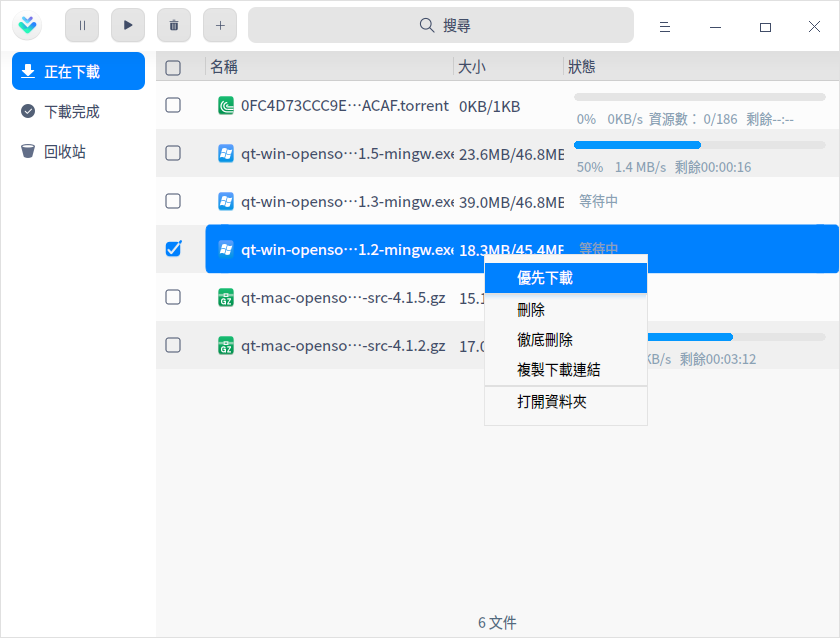 搜尋
正在下載
下載完成
回收站
名稱 大小 狀態
0FC4D73CCC9E···ACAF.torrent 0KB/1KB
0% 0KB/s 資源數： 0/186 剩餘--:--
qt-win-openso···1.5-mingw.exe 23.6MB/46.8MB
50% 1.4 MB/s 剩餘00:00:16
qt-win-openso···1.3-mingw.exe 39.0MB/46.8MB 等待中
qt-win-openso···1.2-mingw.exe 18.3MB/45.4MB 等待中
優先下載
qt-mac-openso···-src-4.1.5.gz 15.1
刪除
徹底刪除
qt-mac-openso···-src-4.1.2.gz 17.0
KB/s 剩餘00:03:12
複製下載連結
打開資料夾
6 文件